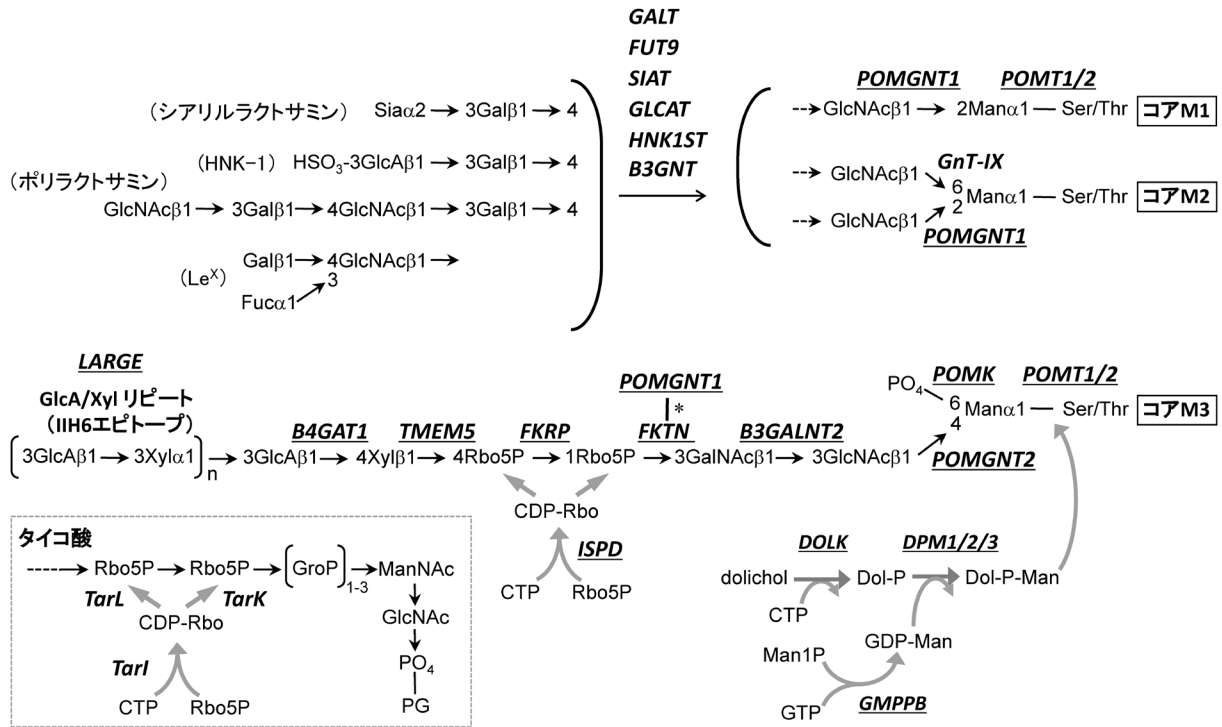 GALT
FUT9
SIAT
GLCAT
HNK1ST
B3GNT
(シアリルラクトサミン) Siaα2 → 3Galβ1 → 4
(HNK−1) HSO3-3GlcAβ1 → 3Galβ1 → 4
(ポリラクトサミン)
GlcNAcβ1 → 3Galβ1 → 4GlcNAcβ1 → 3Galβ1 → 4
Galβ1 → 4GlcNAcβ1 →
(LeX) 3
Fucα1
POMGNT1 POMT1/2
GlcNAcβ1 → 2Manα1 — Ser/Thr コアM1
GlcNAcβ1 GnT-IX
6
2 Manα1 — Ser/Thr コアM2
GlcNAcβ1
POMGNT1
LARGE
GlcA/Xyl リピート
(IIH6エピトープ)
POMGNT1
*
PO4 POMK POMT1/2
6
4 Manα1 — Ser/Thr コアM3
B4GAT1 TMEM5 FKRP FKTN B3GALNT2
[3GlcAβ1 → 3Xylα1]n → 3GlcAβ1 → 4Xylβ1 → 4Rbo5P → 1Rbo5P → 3GalNAcβ1 → 3GlcNAcβ1 POMGNT2
CDP-Rbo
ISPD
CTP Rbo5P
タイコ酸
Rbo5P → Rbo5P → [GroP]1-3 → ManNAc
TarL TarK
CDP-Rbo GlcNAc
TarI PO4
CTP Rbo5P PG
DOLK DPM1/2/3
dolichol Dol-P Dol-P-Man
CTP
GDP-Man
Man1P
GTP GMPPB